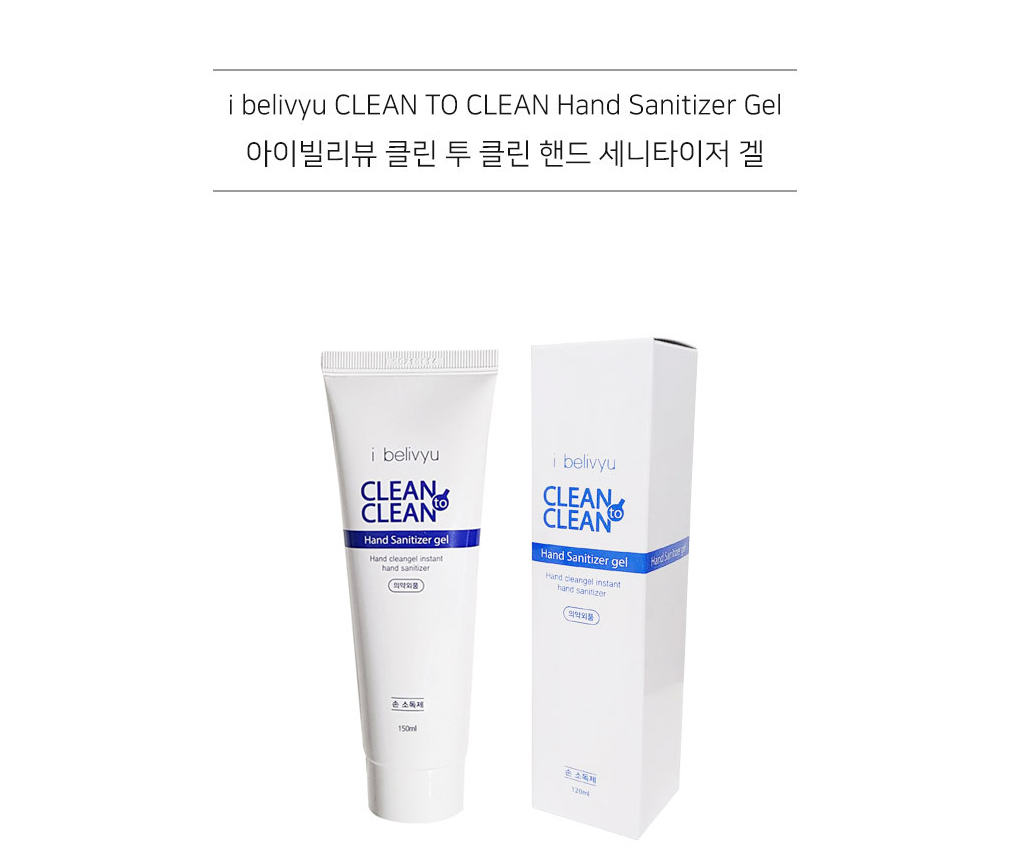 i belivyu CLEAN TO CLEAN Hand Sanitizer Gel
아이빌리뷰 클린 투 클린 핸드 세니타이저 겔
i belivyu
CLEAN
to
CLEAN
Hand Sanitizer gel
Hand cleangel instant
hand sanitizer
의약외품
손 소독제
150ml
i belivyu
CLEAN
to
CLEAN
Hand Sanitizer gel
Hand Sanitizer gel
Hand cleangel instant
hand sanitizer
의약외품
손 소독제
120ml